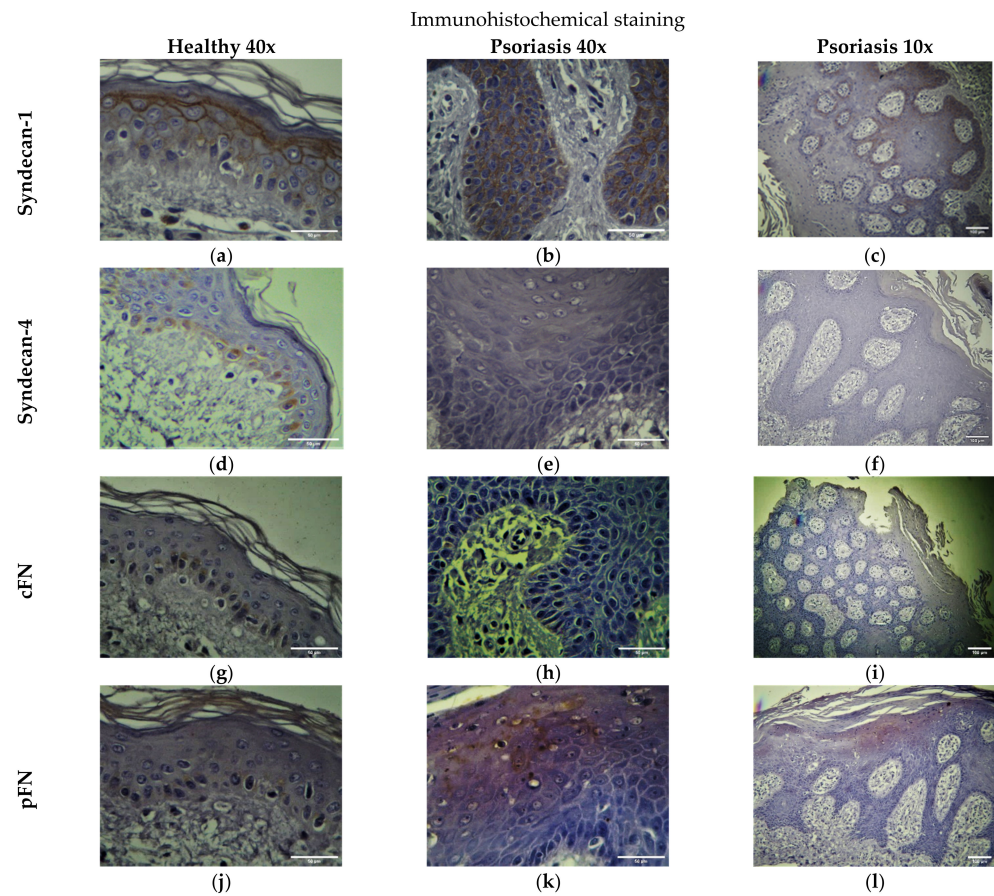 Immunohistochemical staining
Healthy 40x Psoriasis 40x Psoriasis 10x
Syndecan-1
(a) (b) (c)
Syndecan-4
(d) (e) (f)
cFN
(g) (h) (i)
pFN
(j) (k) (l)